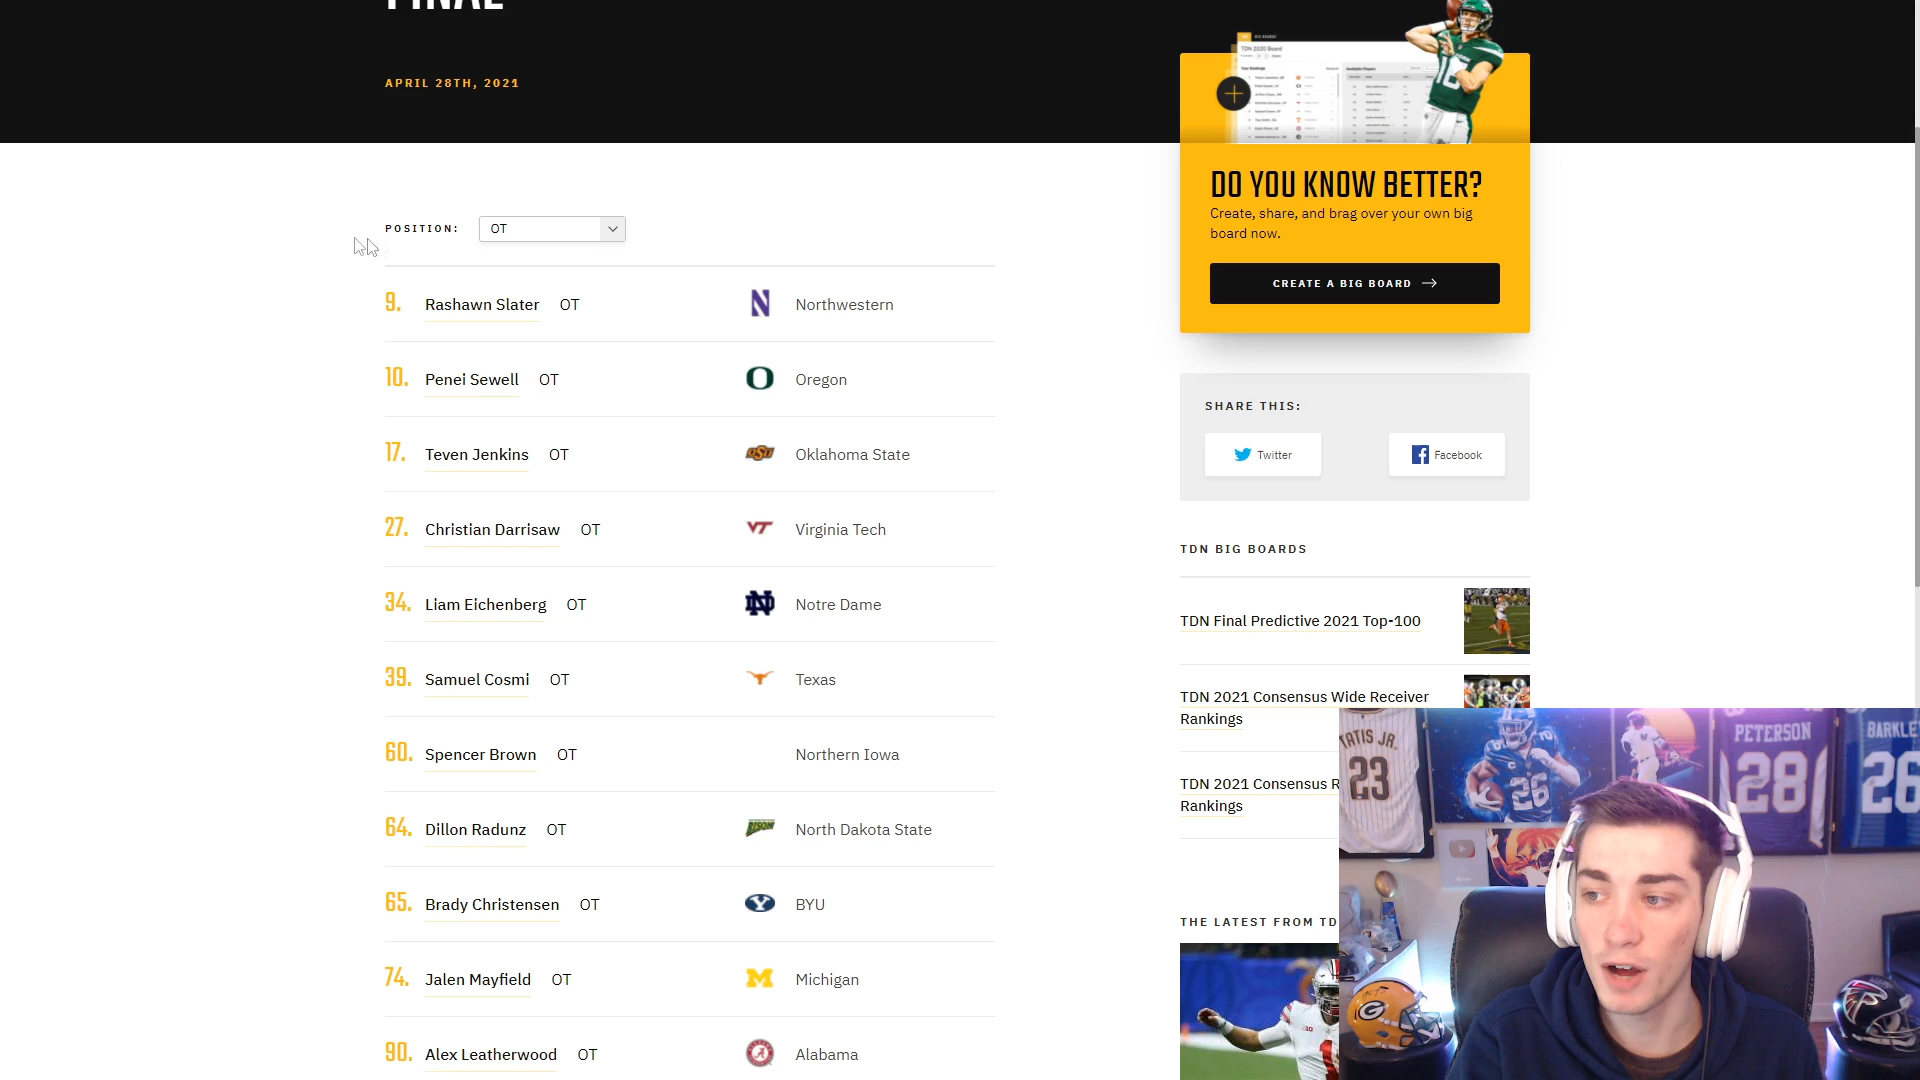 FINAL
APRIL 28TH, 2021
POSITION: OT
9. Rashawn Slater OT Northwestern
10. Penei Sewell OT Oregon
17. Teven Jenkins OT Oklahoma State
27. Christian Darrisaw OT Virginia Tech
34. Liam Eichenberg OT Notre Dame
39. Samuel Cosmi OT Texas
60. Spencer Brown OT Northern Iowa
64. Dillon Radunz OT North Dakota State
65. Brady Christensen OT BYU
74. Jalen Mayfield OT Michigan
90. Alex Leatherwood OT Alabama
TDN 2020 Board
16
DO YOU KNOW BETTER?
Create, share, and brag over your own big
board now.
CREATE A BIG BOARD
SHARE THIS:
Twitter
Facebook
TDN BIG BOARDS
TDN Final Predictive 2021 Top-100
TDN 2021 Consensus Wide Receiver
Rankings
TDN 2021 Consensus R
Rankings
THE LATEST FROM TD
TATIS JR.
23
26
PETERSON
28
BARKLE
26